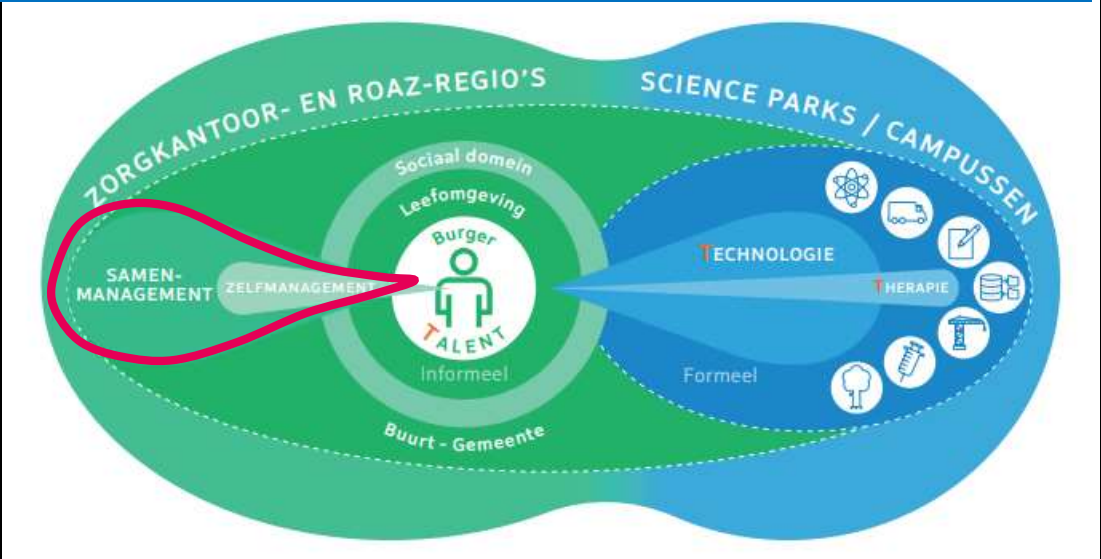 ZORGKANTOOR- EN ROAZ-REGIO'S
SCIENCE PARKS / CAMPUSSEN
Sociaal domein
Leefomgeving
Burger
TALENT
Informeel
Buurt - Gemeente
SAMEN-
MANAGEMENT
ZELFMANAGEMENT
TECHNOLOGIE
THERAPIE
Formeel